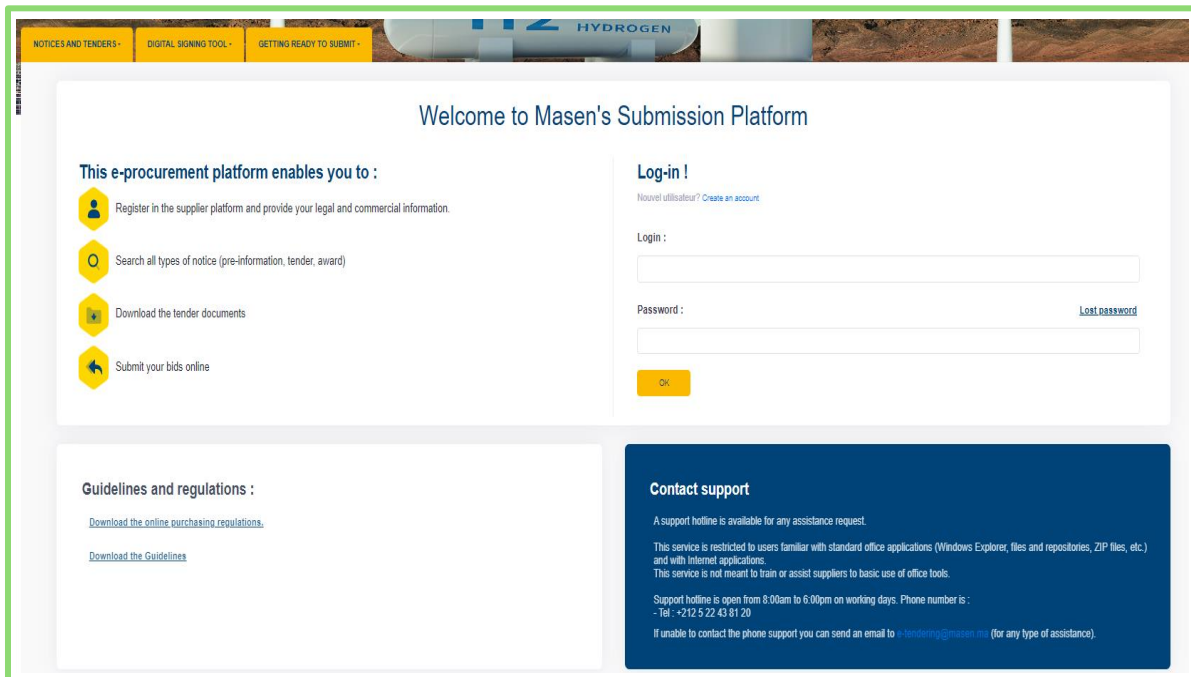 HYDROGEN
NOTICES AND TENDERS
DIGITAL SIGNING TOOL
GETTING READY TO SUBMIT
Welcome to Masen's Submission Platform
This e-procurement platform enables you to :
Register in the supplier platform and provide your legal and commercial information.
Search all types of notice (pre-information, tender, award)
Download the tender documents
Submit your bids online
Log-in !
Nouvel utilisateur? Create an account
Login :
Password :
Lost password
OK
Guidelines and regulations :
Download the online purchasing regulations.
Download the Guidelines
Contact support
A support hotline is available for any assistance request.
This service is restricted to users familiar with standard office applications (Windows Explorer, files and repositories, ZIP files, etc.)
and with Internet applications.
This service is not meant to train or assist suppliers to basic use of office tools.
Support hotline is open from 8:00am to 6:00pm on working days. Phone number is :
- Tel : +212 5 22 43 81 20
If unable to contact the phone support you can send an email to e-tendering@masen.ma (for any type of assistance).